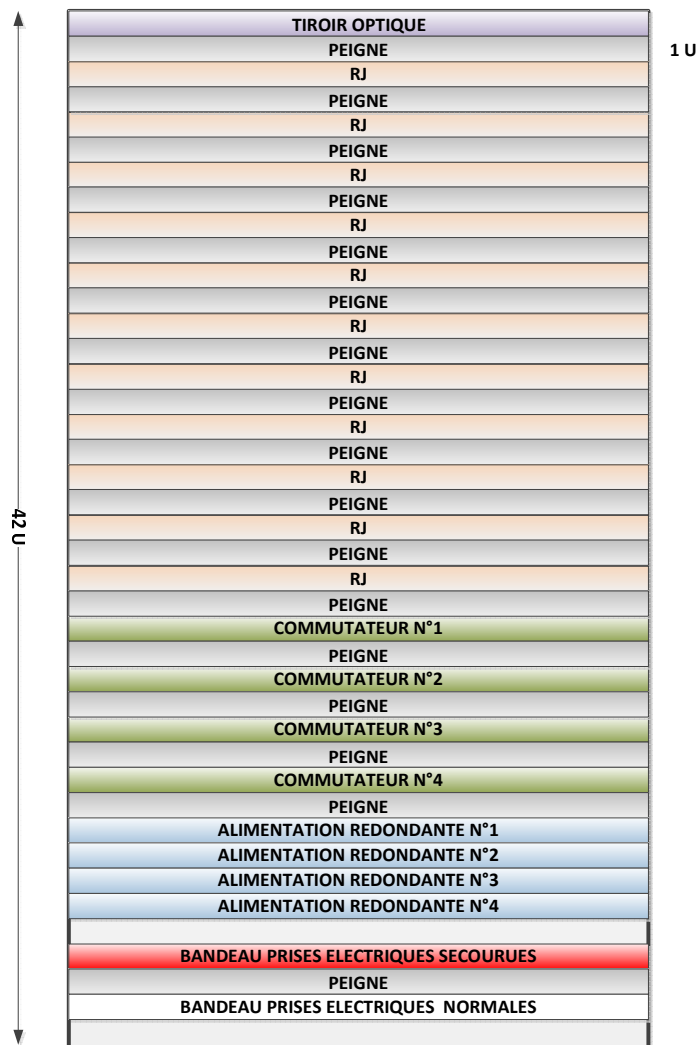 TIROIR OPTIQUE
PEIGNE
1 U
RJ
PEIGNE
RJ
PEIGNE
RJ
PEIGNE
RJ
PEIGNE
RJ
PEIGNE
RJ
PEIGNE
RJ
PEIGNE
RJ
PEIGNE
RJ
PEIGNE
RJ
PEIGNE
RJ
PEIGNE
42 U
COMMUTATEUR N°1
PEIGNE
COMMUTATEUR N°2
PEIGNE
COMMUTATEUR N°3
PEIGNE
COMMUTATEUR N°4
PEIGNE
ALIMENTATION REDONDANTE N°1
ALIMENTATION REDONDANTE N°2
ALIMENTATION REDONDANTE N°3
ALIMENTATION REDONDANTE N°4
BANDEAU PRISES ELECTRIQUES SECOURUES
PEIGNE
BANDEAU PRISES ELECTRIQUES NORMALES